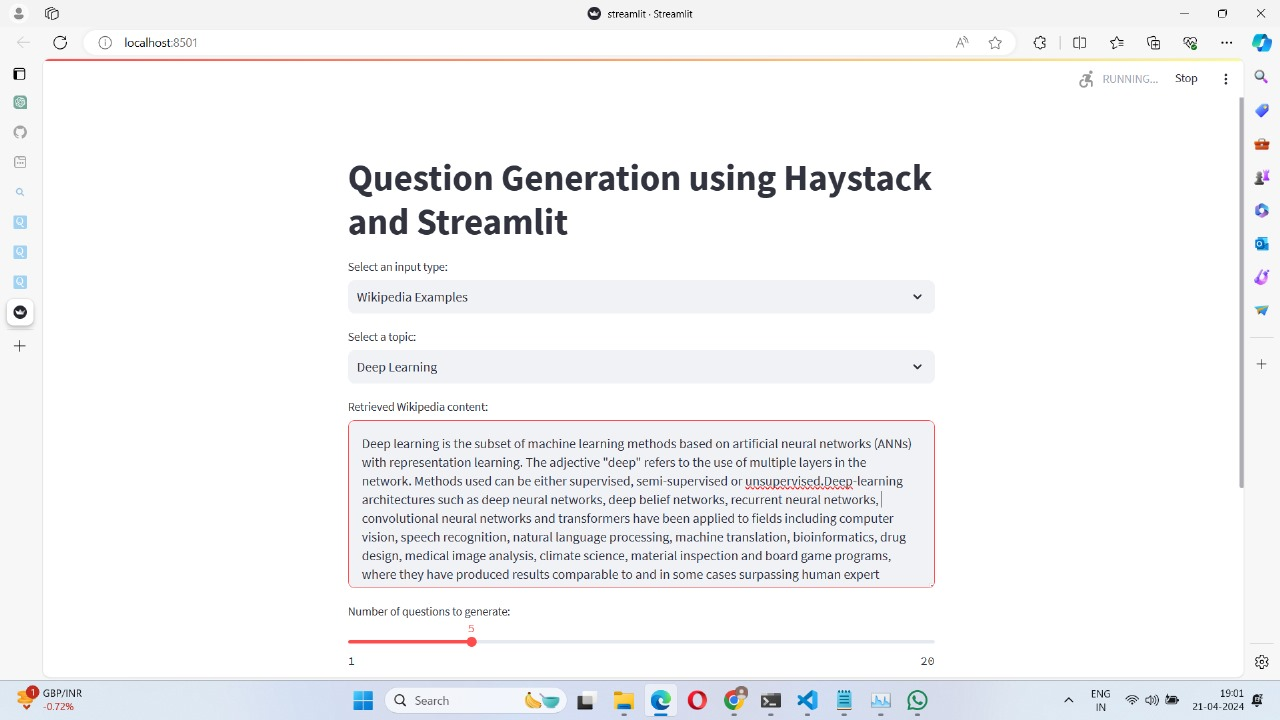 streamlit · Streamlit
localhost:8501
RUNNING...
Stop
Question Generation using Haystack
and Streamlit
Select an input type:
Wikipedia Examples
Select a topic:
Deep Learning
Retrieved Wikipedia content:
Deep learning is the subset of machine learning methods based on artificial neural networks (ANNs)
with representation learning. The adjective "deep" refers to the use of multiple layers in the
network. Methods used can be either supervised, semi-supervised or unsupervised.Deep-learning
architectures such as deep neural networks, deep belief networks, recurrent neural networks,
convolutional neural networks and transformers have been applied to fields including computer
vision, speech recognition, natural language processing, machine translation, bioinformatics, drug
design, medical image analysis, climate science, material inspection and board game programs,
where they have produced results comparable to and in some cases surpassing human expert
Number of questions to generate:
5
1
20
1
GBP/INR
-0.72%
Search
ENG
IN
19:01
21-04-2024